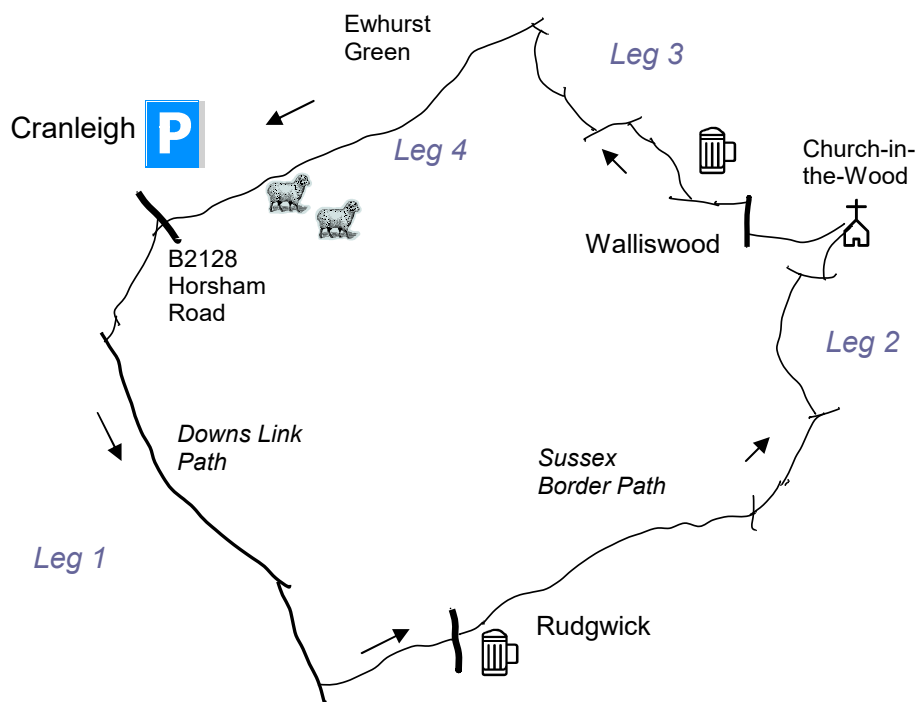 Ewhurst
Green
Leg 3
Cranleigh
P
Leg 4
Church-in-
the-Wood
Walliswood
B2128
Horsham
Road
Leg 2
Downs Link
Path
Sussex
Border Path
Leg 1
Rudgwick